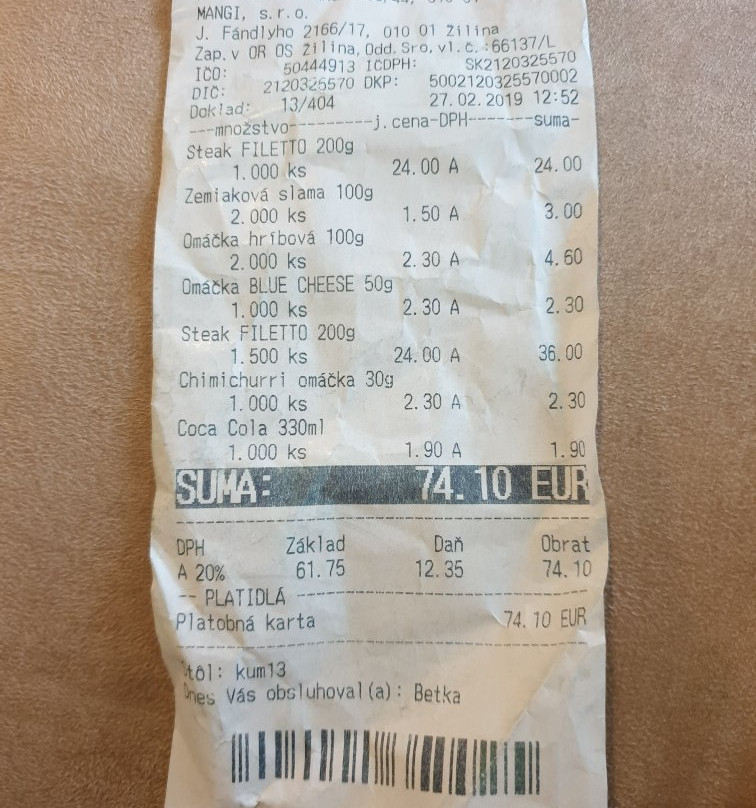 MANGI, s.r.o.
J. Fándlyho 2166/17, 010 01 Žilina
Zap. v OR OS Žilina, Odd. Sro, vl. č. :66137/L
IČO: 50444913 ICDPH: SK2120325570
DIČ: 2120325570 DKP: 5002120325570002
Doklad: 13/404 27.02.2019 12:52
---množstvo----------j.cena-DPH-------suma-
Steak FILETTO 200g
1.000 ks 24.00 A 24.00
Zemiaková slama 100g
2.000 ks 1.50 A 3.00
Omáčka hríbová 100g
2.000 ks 2.30 A 4.60
Omáčka BLUE CHEESE 50g
1.000 ks 2.30 A 2.30
Steak FILETTO 200g
1.500 ks 24.00 A 36.00
Chimichurri omáčka 30g
1.000 ks 2.30 A 2.30
Coca Cola 330ml
1.000 ks 1.90 A 1.90
SUMA: 74.10 EUR
DPH Základ Daň Obrat
A 20% 61.75 12.35 74.10
-- PLATIDLÁ --------------------------------
Platobná karta 74.10 EUR
Stôl: kum13
Dnes Vás obsluhoval(a): Betka